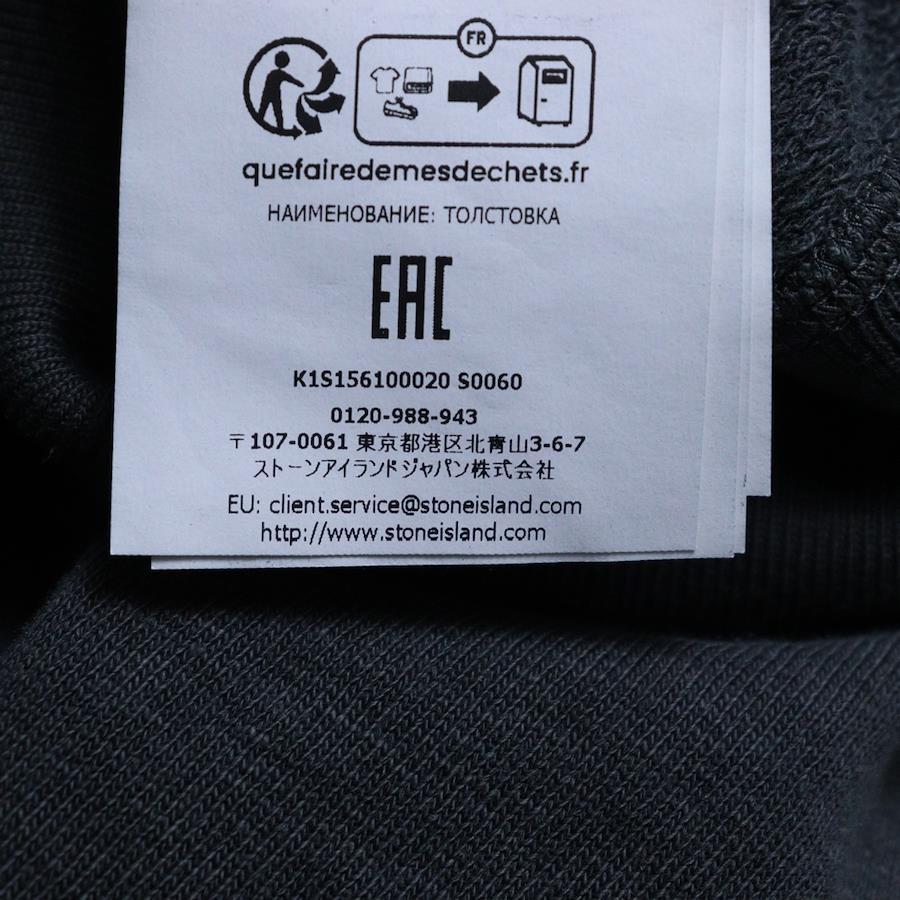 FR
quefairedemesdechets.fr
НАИМЕНОВАНИЕ: ТОЛСТОВКА
EAC
K1S156100020 S0060
0120-988-943
〒107-0061 東京都港区北青山3-6-7
ストーンアイランドジャパン株式会社
EU: client.service@stoneisland.com
http://www.stoneisland.com